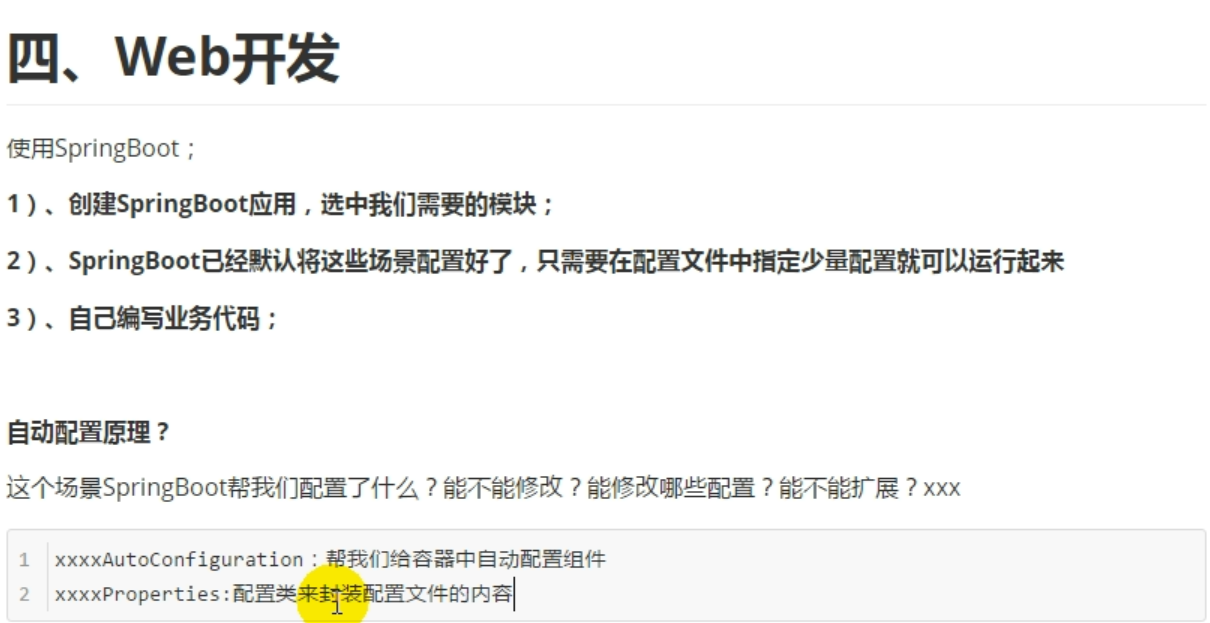 四、Web开发
使用SpringBoot；
1）、创建SpringBoot应用，选中我们需要的模块；
2）、SpringBoot已经默认将这些场景配置好了，只需要在配置文件中指定少量配置就可以运行起来
3）、自己编写业务代码；
自动配置原理？
这个场景SpringBoot帮我们配置了什么？能不能修改？能修改哪些配置？能不能扩展？xxx
1 xxxxAutoConfiguration：帮我们给容器中自动配置组件
2 xxxxProperties:配置类来封装配置文件的内容